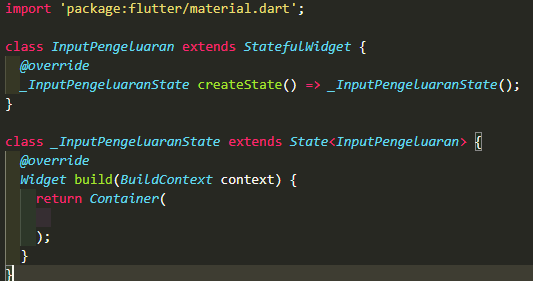 import 'package:flutter/material.dart';
class InputPengeluaran extends StatefulWidget {
@override
_InputPengeluaranState createState() => _InputPengeluaranState();
}
class _InputPengeluaranState extends State<InputPengeluaran> {
@override
Widget build(BuildContext context) {
return Container(
);
}
}